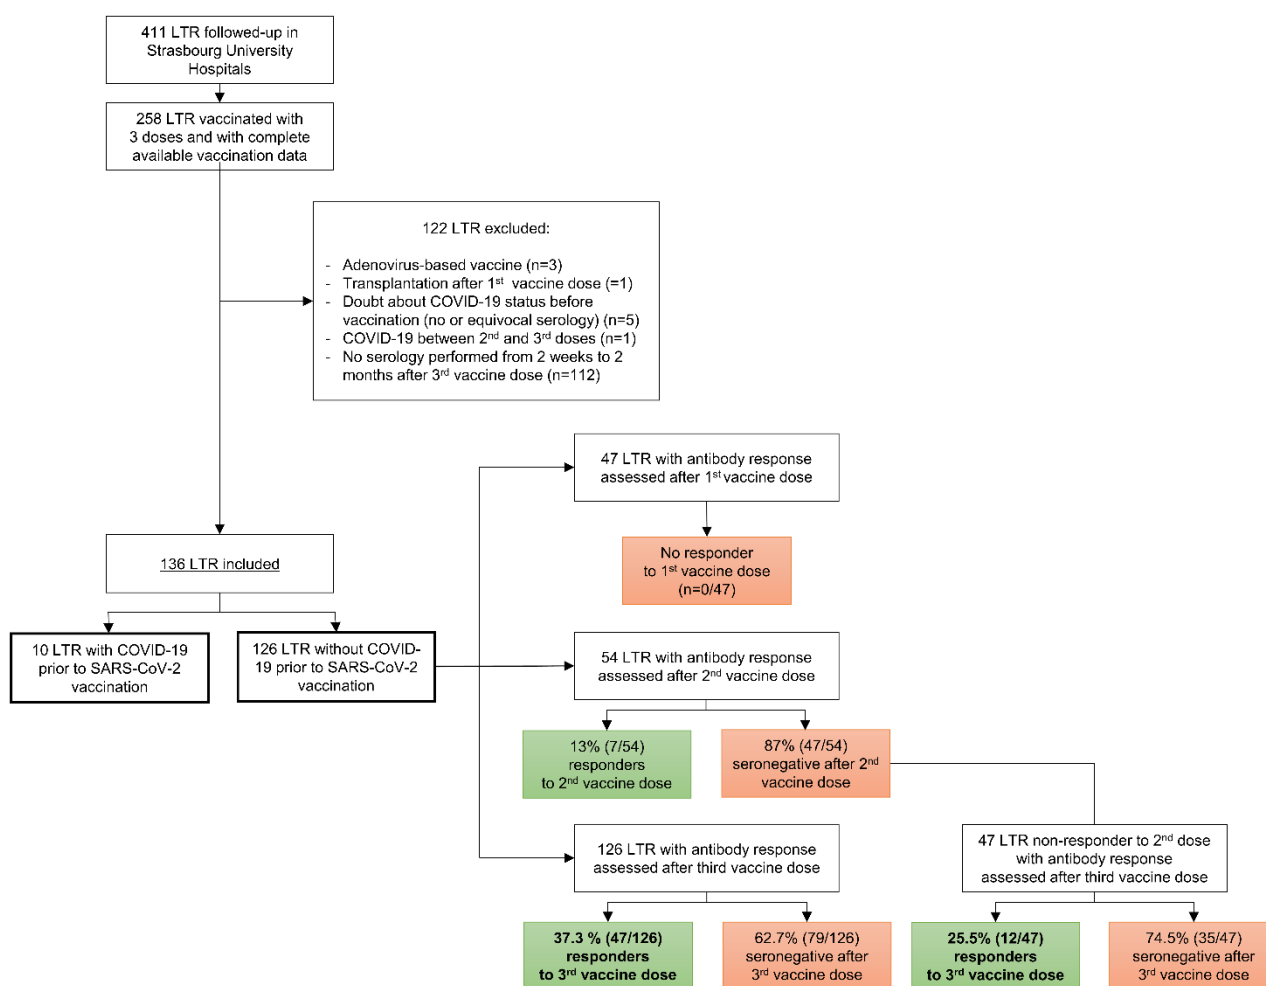 411 LTR followed-up in
Strasbourg University
Hospitals
258 LTR vaccinated with
3 doses and with complete
available vaccination data
122 LTR excluded:
- Adenovirus-based vaccine (n=3)
- Transplantation after 1st vaccine dose (=1)
- Doubt about COVID-19 status before
vaccination (no or equivocal serology) (n=5)
- COVID-19 between 2nd and 3rd doses (n=1)
- No serology performed from 2 weeks to 2
months after 3rd vaccine dose (n=112)
136 LTR included
10 LTR with COVID-19
prior to SARS-CoV-2
vaccination
126 LTR without COVID-
19 prior to SARS-CoV-2
vaccination
47 LTR with antibody response
assessed after 1st vaccine dose
No responder
to 1st vaccine dose
(n=0/47)
54 LTR with antibody response
assessed after 2nd vaccine dose
13% (7/54)
responders
to 2nd vaccine dose
87% (47/54)
seronegative after 2nd
vaccine dose
126 LTR with antibody response
assessed after third vaccine dose
37.3 % (47/126)
responders
to 3rd vaccine dose
62.7% (79/126)
seronegative after
3rd vaccine dose
47 LTR non-responder to 2nd dose
with antibody response
assessed after third vaccine dose
25.5% (12/47)
responders
to 3rd vaccine dose
74.5% (35/47)
seronegative after
3rd vaccine dose